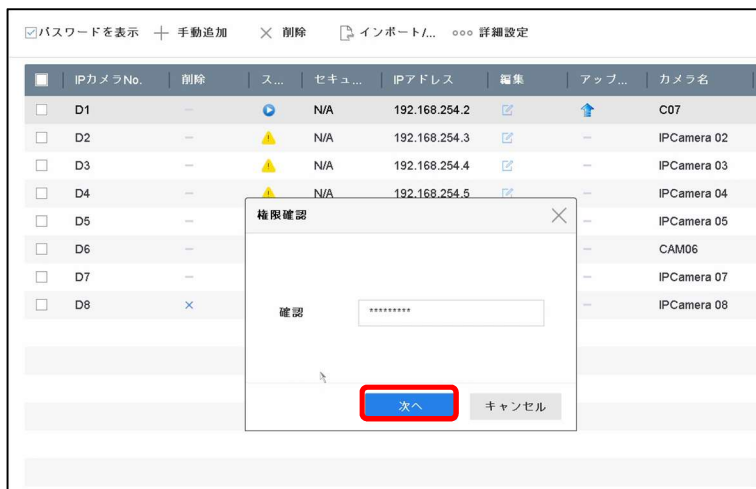 パスワードを表示 手動追加 削除 インポート/... 詳細設定
IPカメラNo. 削除 ス... セキュ... IPアドレス 編集 アップ... カメラ名
D1 — N/A 192.168.254.2 C07
D2 — N/A 192.168.254.3 — IPCamera 02
D3 — N/A 192.168.254.4 — IPCamera 03
D4 — N/A 192.168.254.5 — IPCamera 04
D5 — IPCamera 05
D6 — CAM06
D7 — — IPCamera 07
D8 × — IPCamera 08
権限確認
確認 *********
次へ キャンセル